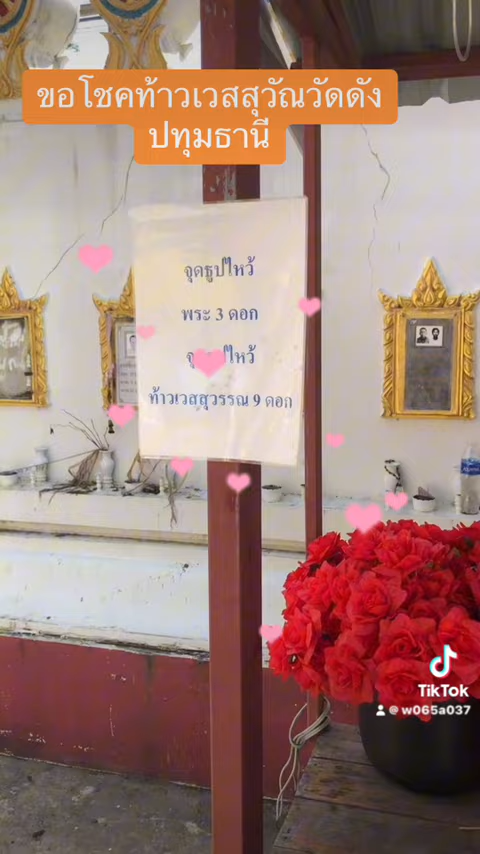 ขอโชคท้าวเวสสุวัณวัดดัง
ปทุมธานี
จุดธูปไหว้
พระ 3 ดอก
ไหว้
ท้าวเวสสุวรรณ 9 ดอก
TikTok
@w065a037